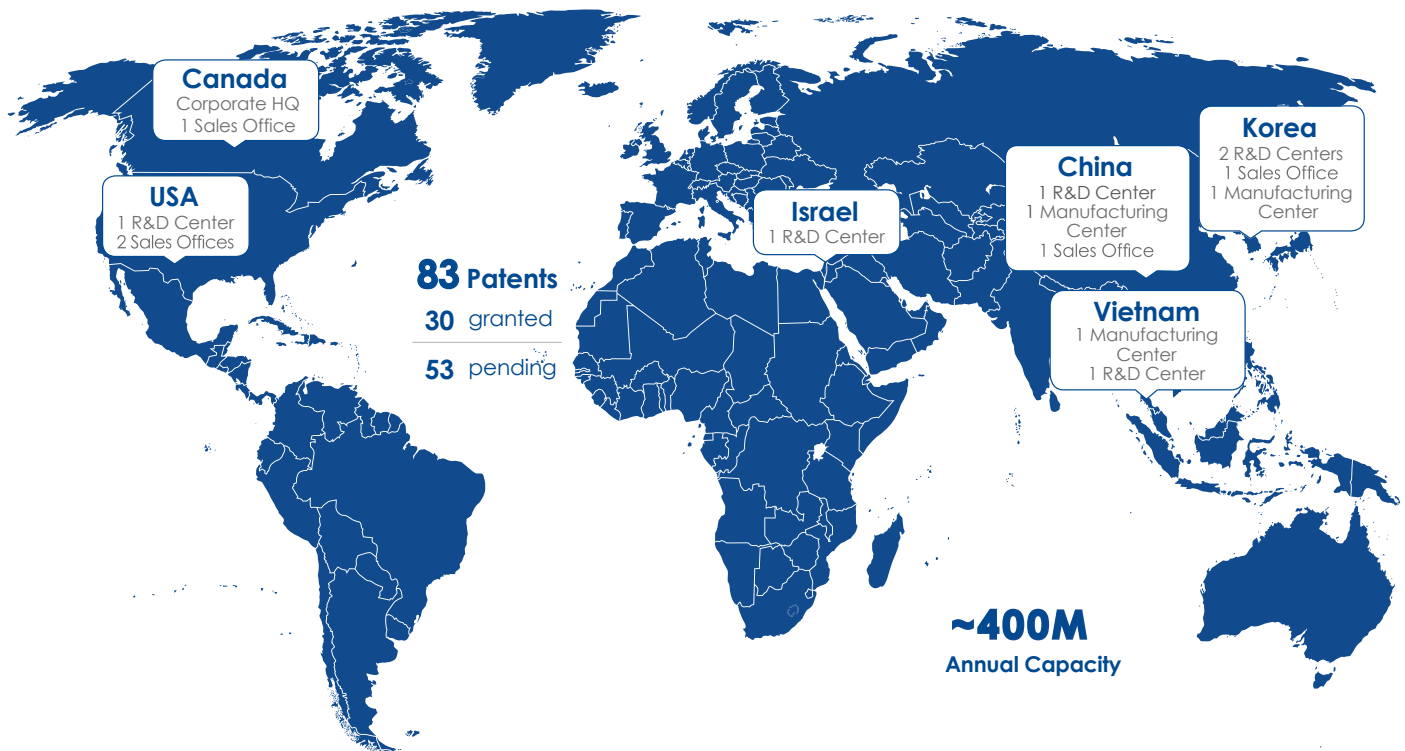 Canada
Corporate HQ
1 Sales Office
USA
1 R&D Center
2 Sales Offices
83 Patents
30 granted
53 pending
Israel
1 R&D Center
China
1 R&D Center
1 Manufacturing
Center
1 Sales Office
Korea
2 R&D Centers
1 Sales Office
1 Manufacturing
Center
Vietnam
1 Manufacturing
Center
1 R&D Center
~400M
Annual Capacity